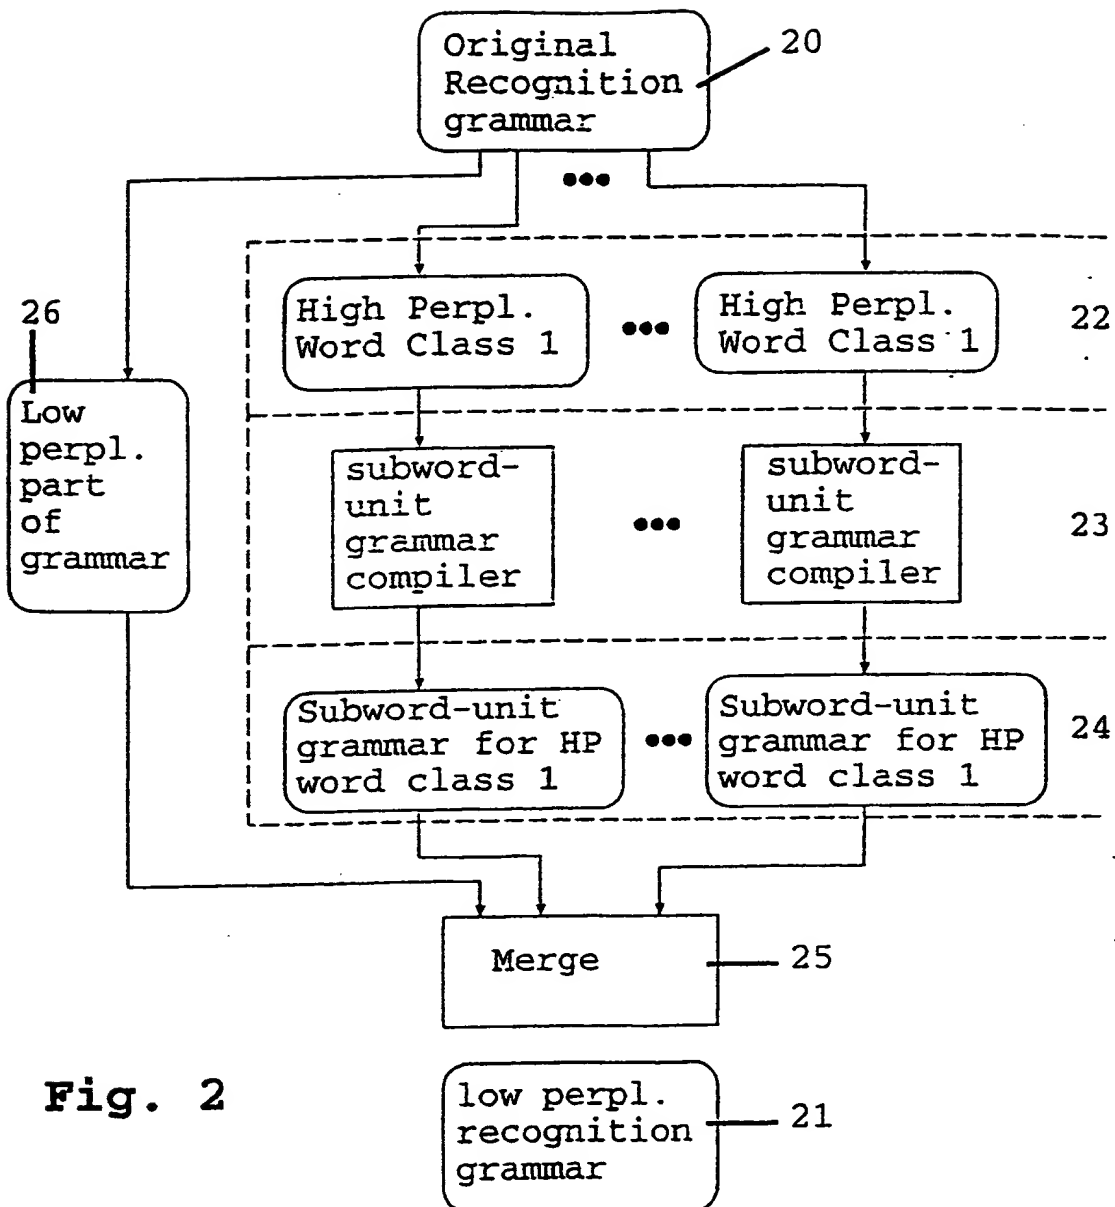 Original
Recognition
grammar
20
High Perpl.
Word Class 1
High Perpl.
Word Class 1
22
26
Low
perpl.
part
of
grammar
subword-
unit
grammar
compiler
subword-
unit
grammar
compiler
23
Subword-unit
grammar for HP
word class 1
Subword-unit
grammar for HP
word class 1
24
Merge
25
Fig. 2
low perpl.
recognition
grammar
21